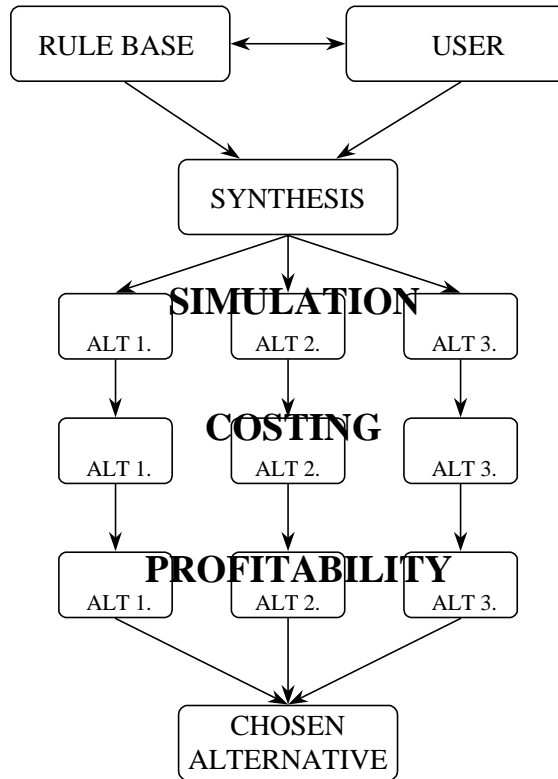 RULE BASE
USER
SYNTHESIS
SIMULATION
ALT 1.
ALT 2.
ALT 3.
COSTING
ALT 1.
ALT 2.
ALT 3.
PROFITABILITY
ALT 1.
ALT 2.
ALT 3.
CHOSEN
ALTERNATIVE